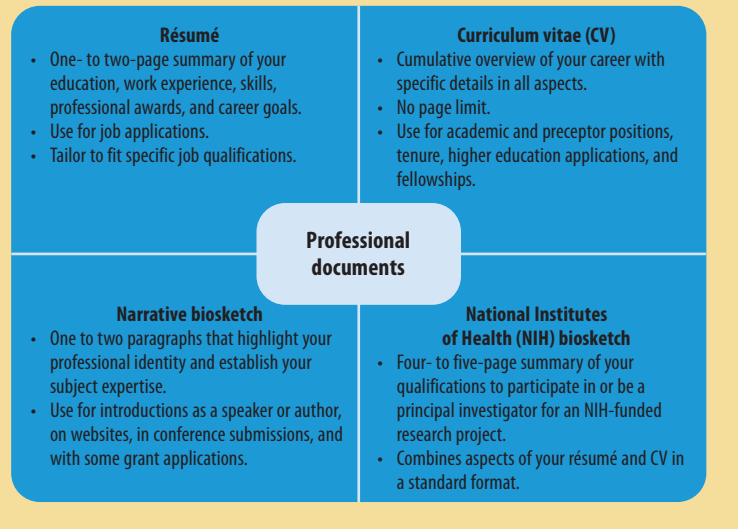 Résumé
• One- to two-page summary of your
education, work experience, skills,
professional awards, and career goals.
• Use for job applications.
• Tailor to fit specific job qualifications.
Curriculum vitae (CV)
• Cumulative overview of your career with
specific details in all aspects.
• No page limit.
• Use for academic and preceptor positions,
tenure, higher education applications, and
fellowships.
Professional
documents
Narrative biosketch
• One to two paragraphs that highlight your
professional identity and establish your
subject expertise.
• Use for introductions as a speaker or author,
on websites, in conference submissions, and
with some grant applications.
National Institutes
of Health (NIH) biosketch
• Four- to five-page summary of your
qualifications to participate in or be a
principal investigator for an NIH-funded
research project.
• Combines aspects of your résumé and CV in
a standard format.